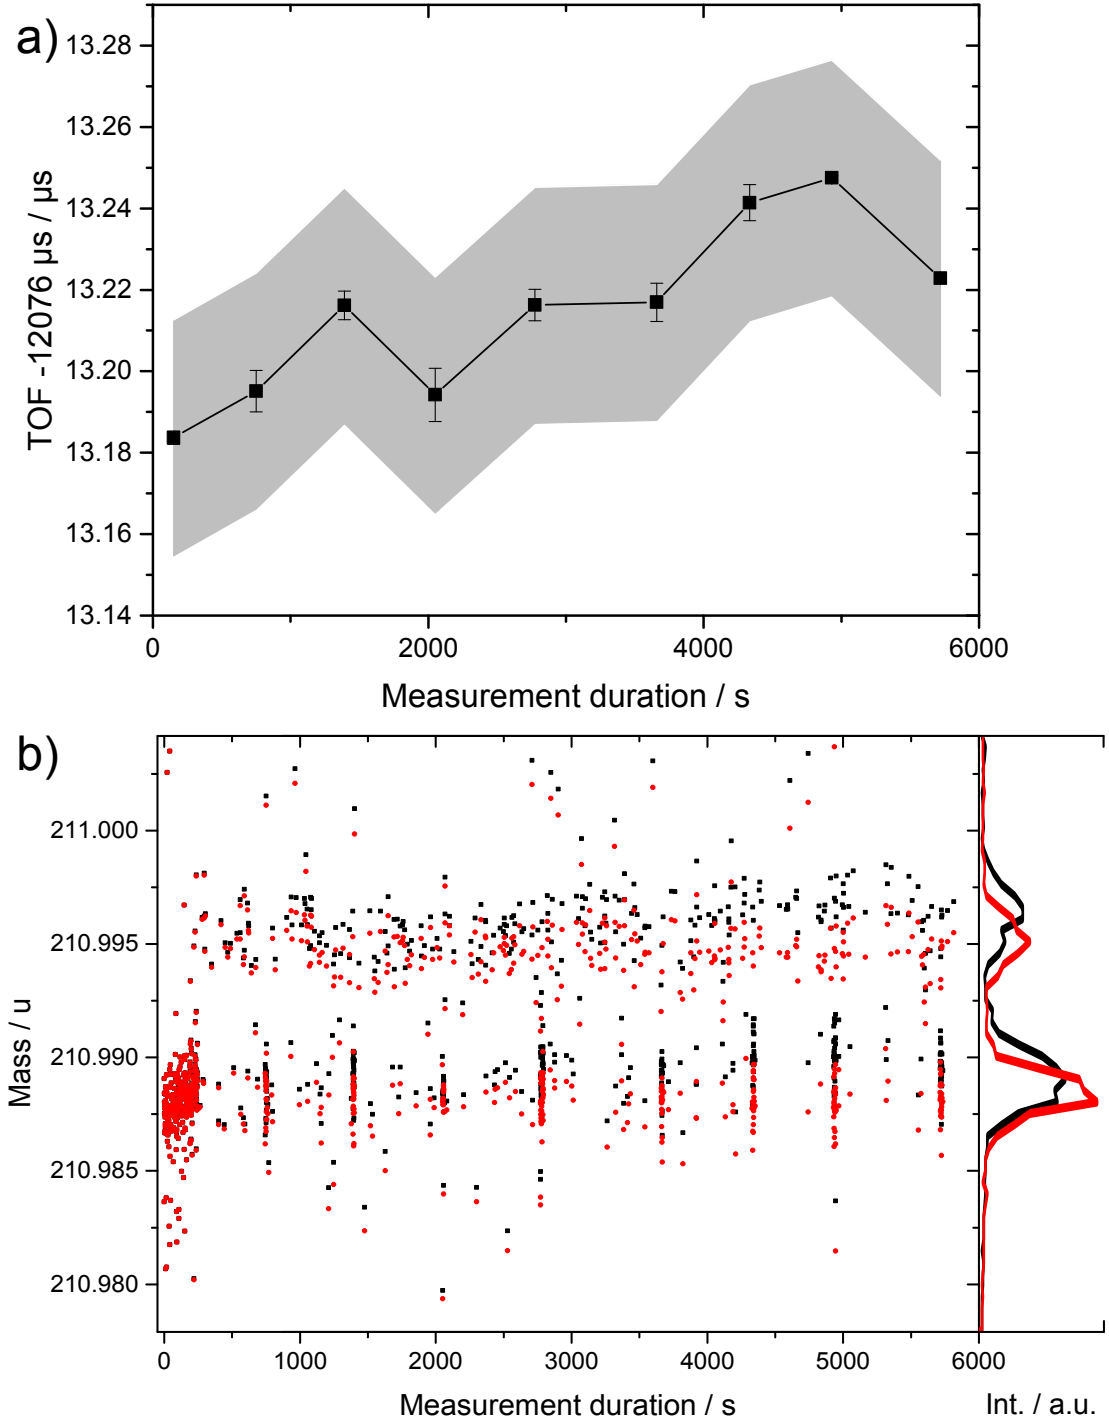 a)
13.28
13.26
13.24
13.22
13.20
13.18
13.16
13.14
TOF -12076 µs / µs
0 2000 4000 6000
Measurement duration / s
b)
211.000
210.995
210.990
210.985
210.980
Mass / u
0 1000 2000 3000 4000 5000 6000
Measurement duration / s Int. / a.u.